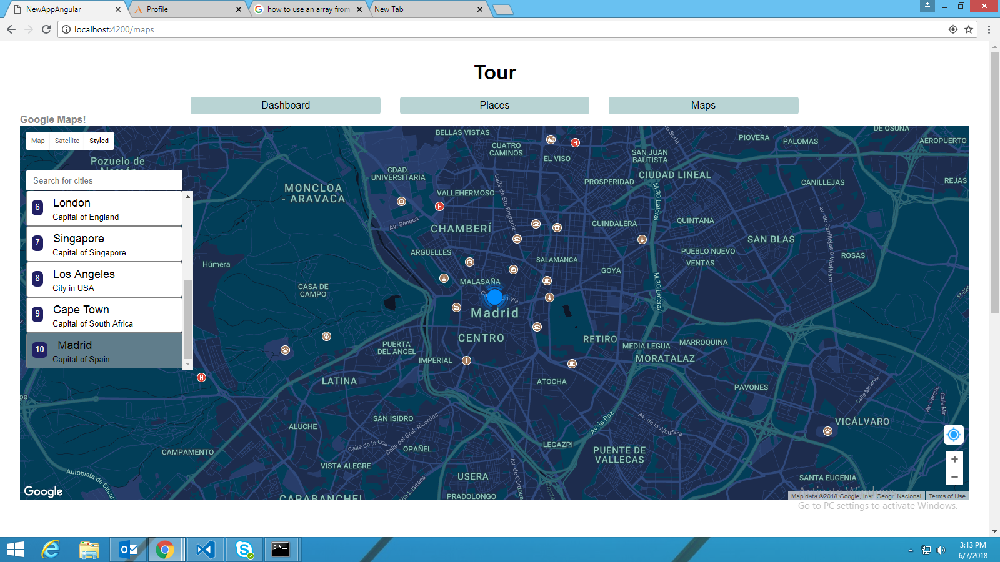 NewAppAngular
Profile
how to use an array from
New Tab
localhost:4200/maps
Tour
Dashboard
Places
Maps
Google Maps!
Map
Satellite
Styled
Search for cities
6
London
Capital of England
7
Singapore
Capital of Singapore
8
Los Angeles
City in USA
9
Cape Town
Capital of South Africa
10
Madrid
Capital of Spain
Pozuelo de
Alarcón
BELLAS VISTAS
CUATRO
CAMINOS
EL VISO
SAN JUAN
BAUTISTA
PIOVERA
PALOMAS
DE OSUNA
AEROPUERTO
CDAD.
UNIVERSITARIA
MONCLOA
- ARAVACA
VALLEHERMOSO
Calle de Sta Engracia
PROSPERIDAD
CIUDAD LINEAL
M-30 Lateral
CANILLEJAS
REJAS
Av. Séneca
CHAMBERÍ
GUINDALERA
QUINTANA
Av. de Canillejas a Vicálvaro
SAN BLAS
ARGÜELLES
SALAMANCA
PUEBLO NUEVO
ROSAS
Húmera
GOYA
VENTAS
MALASAÑA
CASA DE
CAMPO
M-30 Lateral
M-824
Madrid
CENTRO
RETIRO
PUERTA
DEL ANGEL
MEDIA LEGUA
MARROQUINA
IMPERIAL
MORATALAZ
LATINA
ATOCHA
PAVONES
Calle Minerva
Av. Parque
Calle Mir
SAN ISIDRO
ALUCHE
Calle del Gral. Ricardos
Av. la Paz
Av. de la Albufera
VICÁLVARO
CAMPAMENTO
Calle de la Oca
OPAÑEL
LEGAZPI
PUENTE DE
VALLECAS
VISTA ALEGRE
Av. de Córdoba
Autopista de Circun
USERA
SANTA EUGENIA
Vía Lusitana
CARABANCHEL
PRADOLONGO
Google
H
H
H
+
−
Activate Windows
Map data ©2018 Google, Inst. Geogr. Nacional
Terms of Use
Go to PC settings to activate Windows.
3:13 PM
6/7/2018